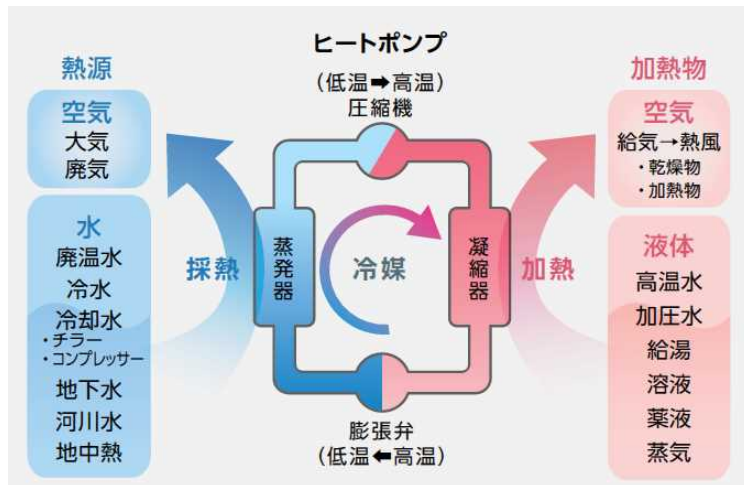 ヒートポンプ
熱源
空気
大気
廃気
水
廃温水
冷水
冷却水
・チラー
・コンプレッサー
地下水
河川水
地中熱
採熱
(低温➡高温)
圧縮機
蒸発器
冷媒
凝縮器
膨張弁
(低温⬅高温)
加熱
加熱物
空気
給気→熱風
・乾燥物
・加熱物
液体
高温水
加圧水
給湯
溶液
薬液
蒸気